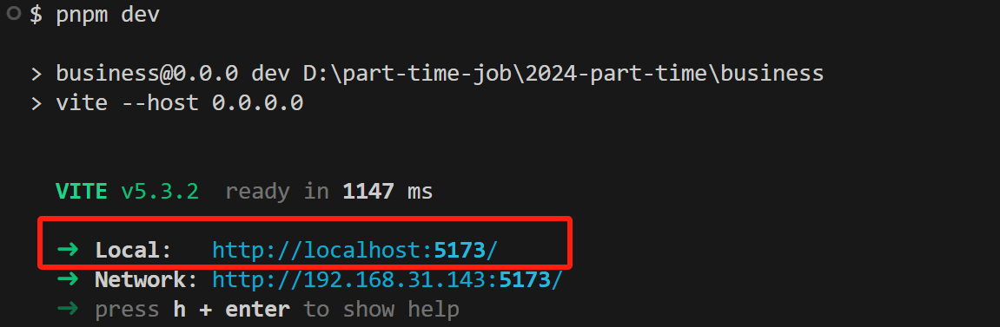 $ pnpm dev
> business@0.0.0 dev D:\part-time-job\2024-part-time\business
> vite --host 0.0.0.0
VITE v5.3.2  ready in 1147 ms
➜ Local:   http://localhost:5173/
➜ Network: http://192.168.31.143:5173/
➜ press h + enter to show help